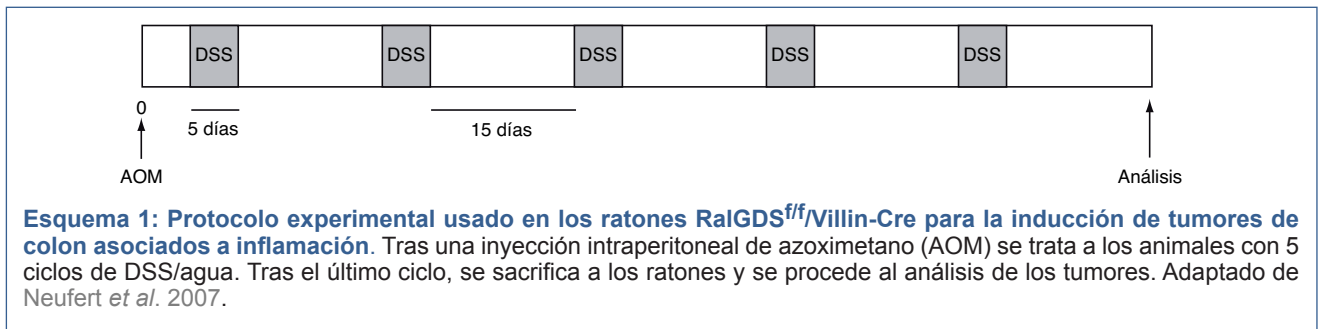 DSS DSS DSS DSS DSS
0
5 días 15 días
AOM Análisis
Esquema 1: Protocolo experimental usado en los ratones RalGDSf/f/Villin-Cre para la inducción de tumores de
colon asociados a inflamación. Tras una inyección intraperitoneal de azoximetano (AOM) se trata a los animales con 5
ciclos de DSS/agua. Tras el último ciclo, se sacrifica a los ratones y se procede al análisis de los tumores. Adaptado de
Neufert et al. 2007.